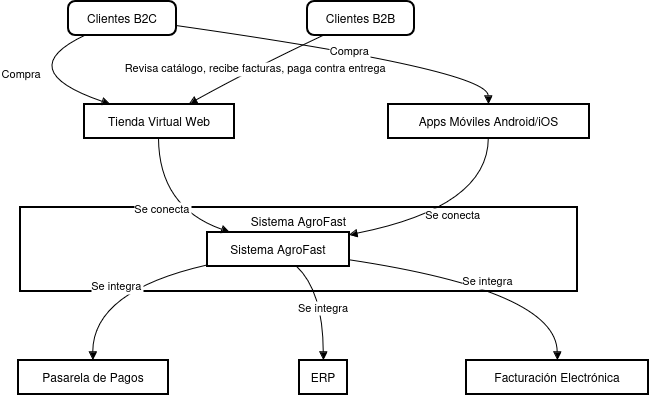 Clientes B2C
Clientes B2B
Compra
Revisa catálogo, recibe facturas, paga contra entrega
Compra
Tienda Virtual Web
Apps Móviles Android/iOS
Se conecta
Se conecta
Sistema AgroFast
Sistema AgroFast
Se integra
Se integra
Se integra
Pasarela de Pagos
ERP
Facturación Electrónica